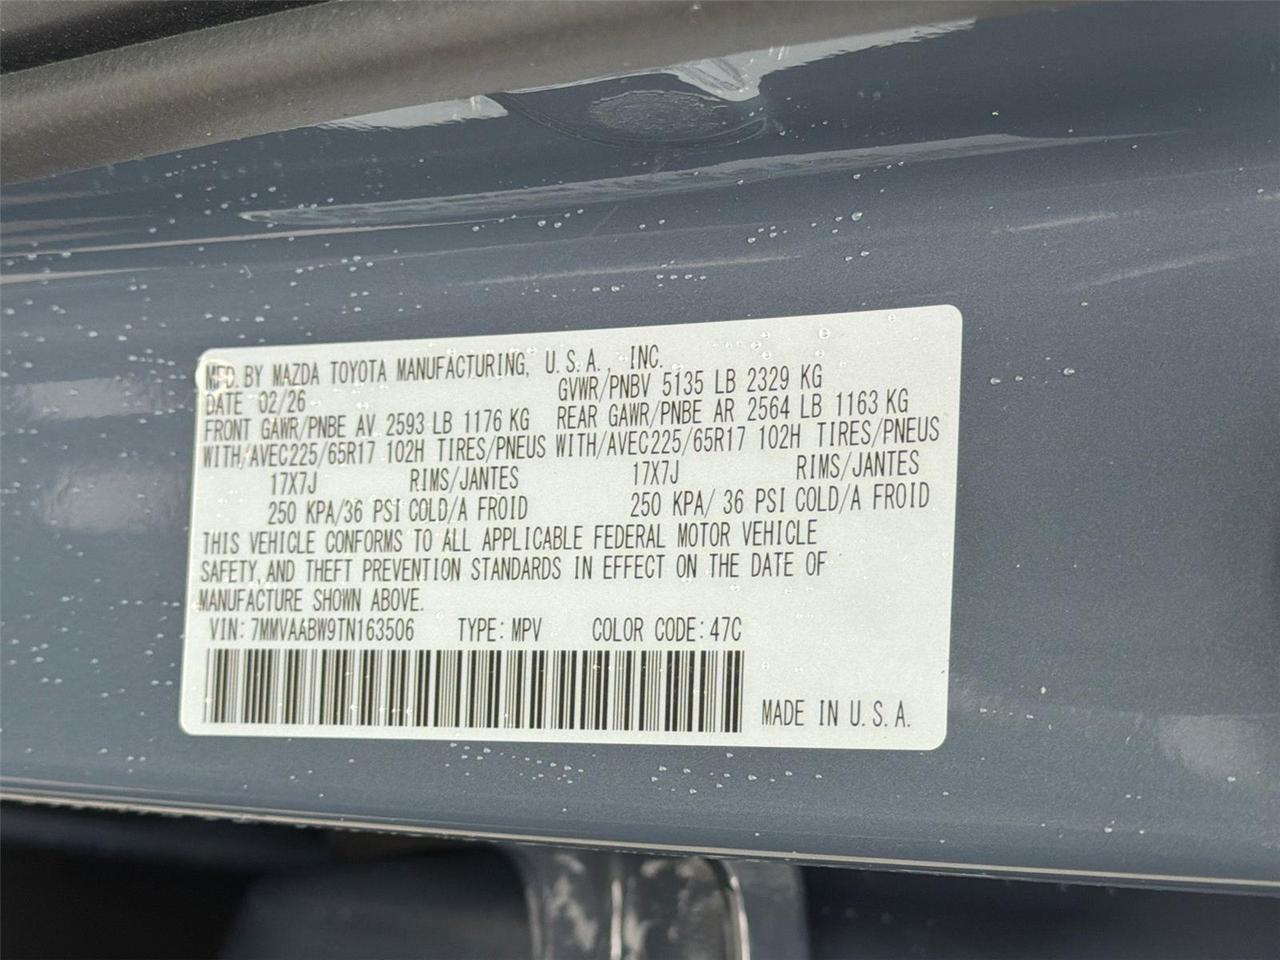 MFD. BY MAZDA TOYOTA MANUFACTURING, U.S.A., INC.
DATE 02/26 GVWR/PNBV 5135 LB 2329 KG
FRONT GAWR/PNBE AV 2593 LB 1176 KG REAR GAWR/PNBE AR 2564 LB 1163 KG
WITH/AVEC225/65R17 102H TIRES/PNEUS WITH/AVEC225/65R17 102H TIRES/PNEUS
17X7J RIMS/JANTES 17X7J RIMS/JANTES
250 KPA/36 PSI COLD/A FROID 250 KPA/ 36 PSI COLD/A FROID
THIS VEHICLE CONFORMS TO ALL APPLICABLE FEDERAL MOTOR VEHICLE
SAFETY AND THEFT PREVENTION STANDARDS IN EFFECT ON THE DATE OF
MANUFACTURE SHOWN ABOVE.
VIN: 7MMVAABW9TN163506 TYPE: MPV COLOR CODE: 47C
MADE IN U.S.A.